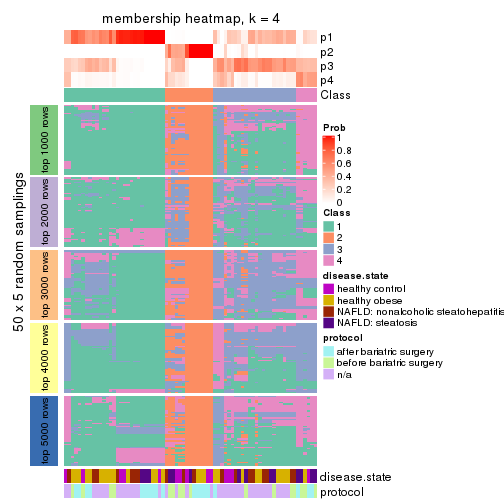 membership heatmap, k = 4
p1
p2
p3
p4
Class
50 x 5 random samplings
top 1000 rows
top 2000 rows
top 3000 rows
top 4000 rows
top 5000 rows
disease.state
protocol
Prob
1
0.8
0.6
0.4
0.2
0
Class
1
2
3
4
disease.state
healthy control
healthy obese
NAFLD: nonalcoholic steatohepatitis
NAFLD: steatosis
protocol
after bariatric surgery
before bariatric surgery
n/a